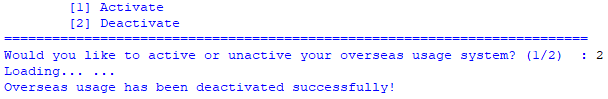 [1] Activate
[2] Deactivate
=========================================================================
Would you like to active or unactive your overseas usage system? (1/2)  : 2
Loading... ...
Overseas usage has been deactivated successfully!